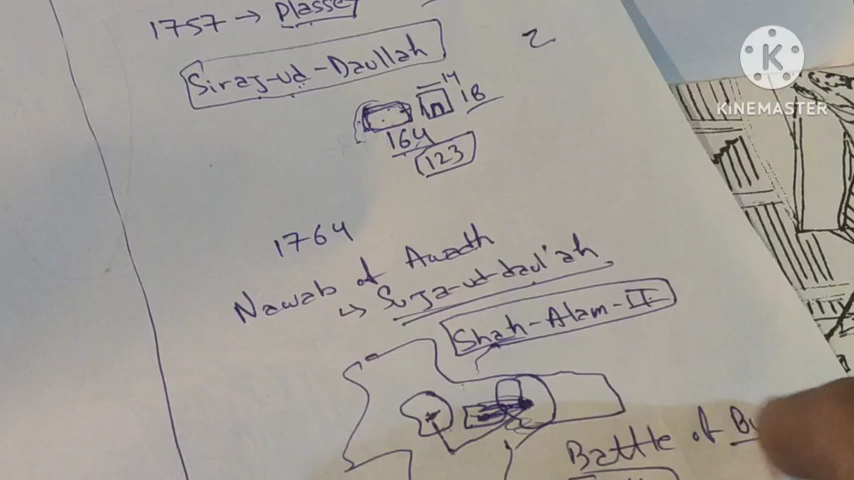 1757 → Plassey
Siraj-ud-Daullah
2
14
18
164
123
1764
Nawab of Awadh
↳ Suja-ud-daulah
Shah-Alam-II
Battle of
K
KINEMASTER